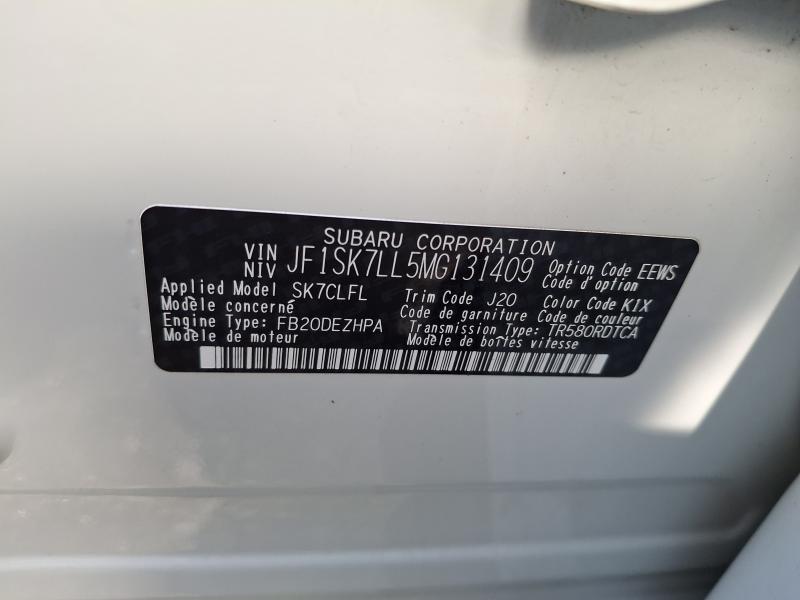 SUBARU CORPORATION
VIN NIV JF1SK7LL5MG131409 Option Code EEWS
Code d'option
Applied Model SK7CLFL Trim Code J20 Color Code K1X
Modèle concerné Code de garniture Code de couleur
Engine Type: FB20DEZHPA Transmission Type: TR580RDTCA
Modèle de moteur Modèle de boîtes vitesse